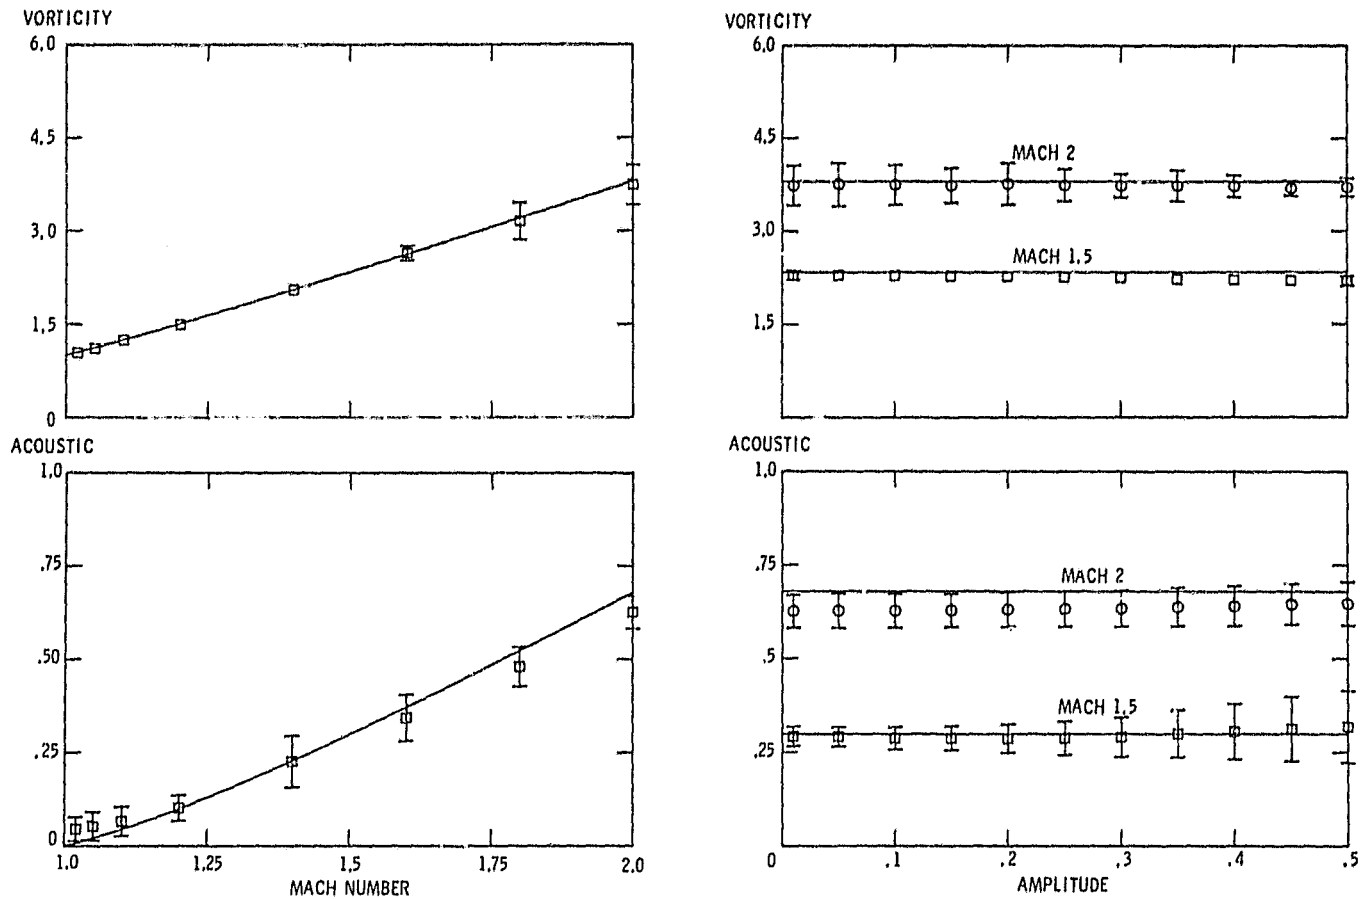 VORTICITY
6.0
4.5
3.0
1.5
0
ACOUSTIC
1.0
.75
.50
.25
0
1.0 1.25 1.5 1.75 2.0
MACH NUMBER
VORTICITY
6.0
4.5
3.0
1.5
MACH 2
MACH 1.5
ACOUSTIC
1.0
.75
.5
.25
MACH 2
MACH 1.5
0 .1 .2 .3 .4 .5
AMPLITUDE